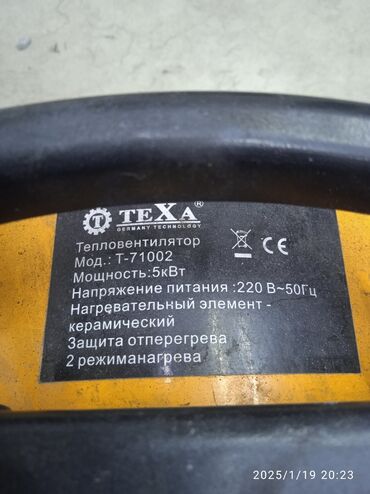 TEXA ®
GERMANY TECHNOLOGY
Тепловентилятор
Мод.: Т-71002
Мощность:5кВт
Напряжение питания :220 В~50Гц
Нагревательный элемент -
керамический
Защита отперегрева
2 режиманагрева
2025/1/19 20:23